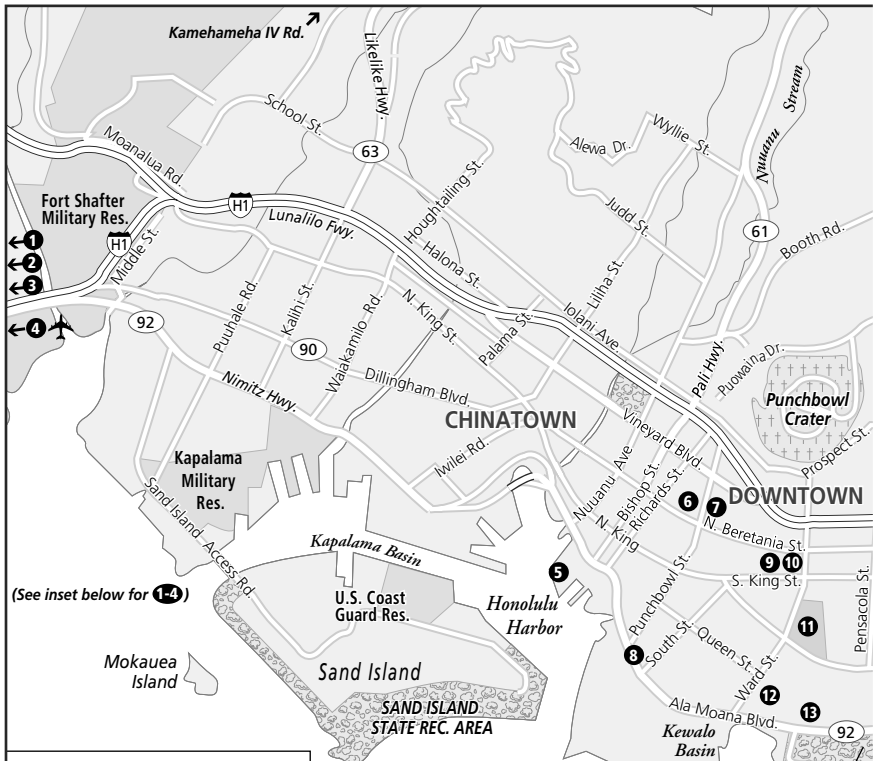 Kamehameha IV Rd.
Likelike Hwy.
School St.
63
Moanalua Rd.
Houghtailing St.
Alewa Dr.
Wyllie St.
Nuuanu Stream
Judd St.
61
Booth Rd.
Fort Shafter
Military Res.
H1
H1
Lunalilo Fwy.
Middle St.
1
2
3
4
Halona St.
Liliha St.
Iolani Ave.
92
Puuhale Rd.
Kalihi St.
90
Waiakamilo Rd.
N. King St.
Palama St.
Pali Hwy.
Puowaina Dr.
Punchbowl
Crater
Nimitz Hwy.
Dillingham Blvd.
CHINATOWN
Vineyard Blvd.
Prospect St.
Iwilei Rd.
Kapalama
Military
Res.
Nuuanu Ave
Bishop St.
Richards St.
6
7
DOWNTOWN
N. King
N. Beretania St.
Sand Island Access Rd
Kapalama Basin
5
9
10
S. King St.
(See inset below for 1-4)
U.S. Coast
Guard Res.
Honolulu
Harbor
Punchbowl St.
Pensacola St.
11
8
South St.
Queen St.
Ward St.
Mokauea
Island
Sand Island
12
13
SAND ISLAND
STATE REC. AREA
Ala Moana Blvd.
92
Kewalo
Basin